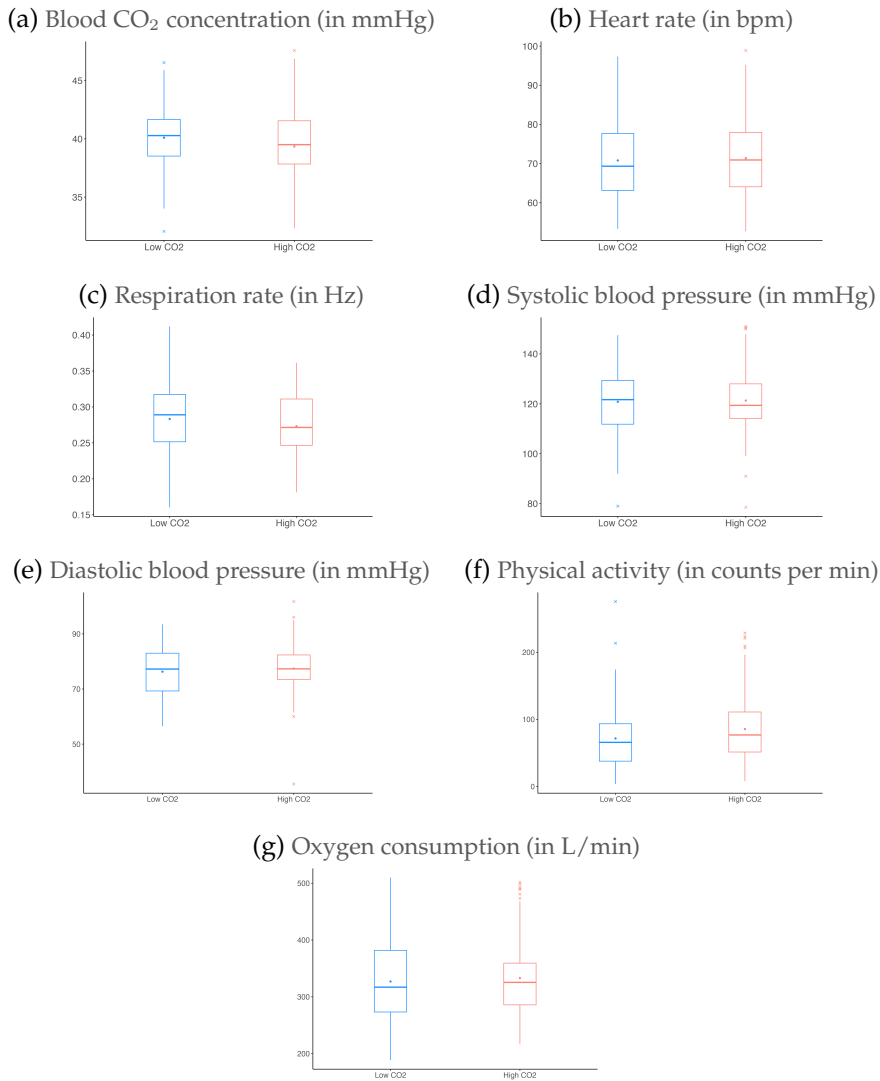 (a) Blood CO₂ concentration (in mmHg)
45
40
35
Low CO2 High CO2
(b) Heart rate (in bpm)
100
90
80
70
60
Low CO2 High CO2
(c) Respiration rate (in Hz)
0.40
0.35
0.30
0.25
0.20
0.15
Low CO2 High CO2
(d) Systolic blood pressure (in mmHg)
140
120
100
80
Low CO2 High CO2
(e) Diastolic blood pressure (in mmHg)
90
70
50
Low CO2 High CO2
(f) Physical activity (in counts per min)
200
100
0
Low CO2 High CO2
(g) Oxygen consumption (in L/min)
500
400
300
200
Low CO2 High CO2